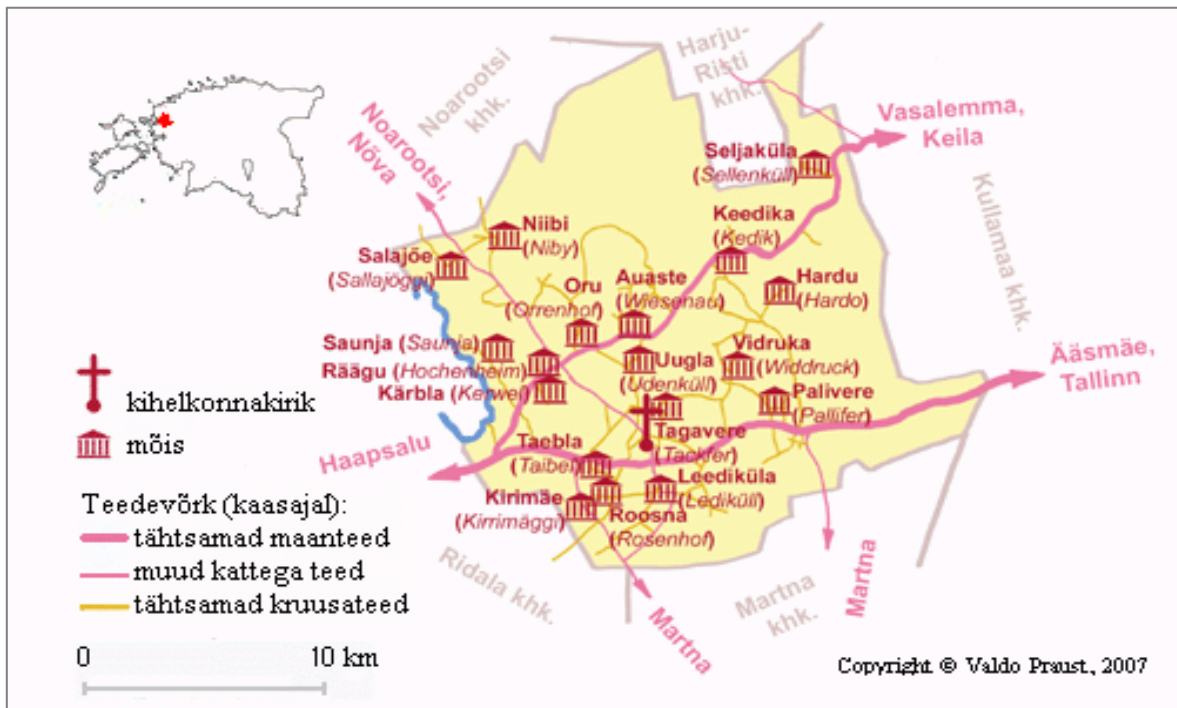 Harju-
Risti
khk.
Noarootsi
khk.
Noarootsi,
Nõva
Vasalemma,
Keila
Kullamaa khk.
Seljaküla
(Sellenküll)
Keedika
(Kedik)
Niibi
(Niby)
Salajõe
(Sallajöggi)
Oru
(Orrenhof)
Auaste
(Wiesenau)
Hardu
(Hardo)
Saunja (Saunja)
Räägu (Hochenheim)
Kärbla (Kerwel)
Uugla
(Udenküll)
Vidruka
(Widdruck)
Palivere
(Pallifer)
Ääsmäe,
Tallinn
kihelkonnakirik
mõis
Haapsalu
Taebla
(Taibel)
Tagavere
(Tackfer)
Kirimäe
(Kirrimäggi)
Leediküla
(Lediküll)
Roosna
(Rosenhof)
Teedevõrk (kaasajal):
tähtsamad maanteed
muud kattega teed
tähtsamad kruusateed
Ridala khk.
Martna
Martna
khk.
Martna
0 10 km
Copyright © Valdo Praust, 2007